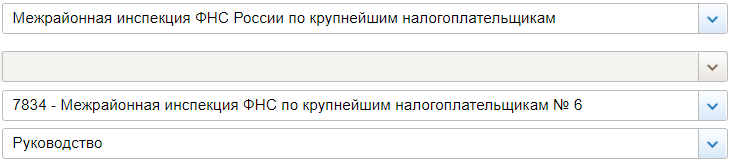 Межрайонная инспекция ФНС России по крупнейшим налогоплательщикам
7834 - Межрайонная инспекция ФНС по крупнейшим налогоплательщикам № 6
Руководство